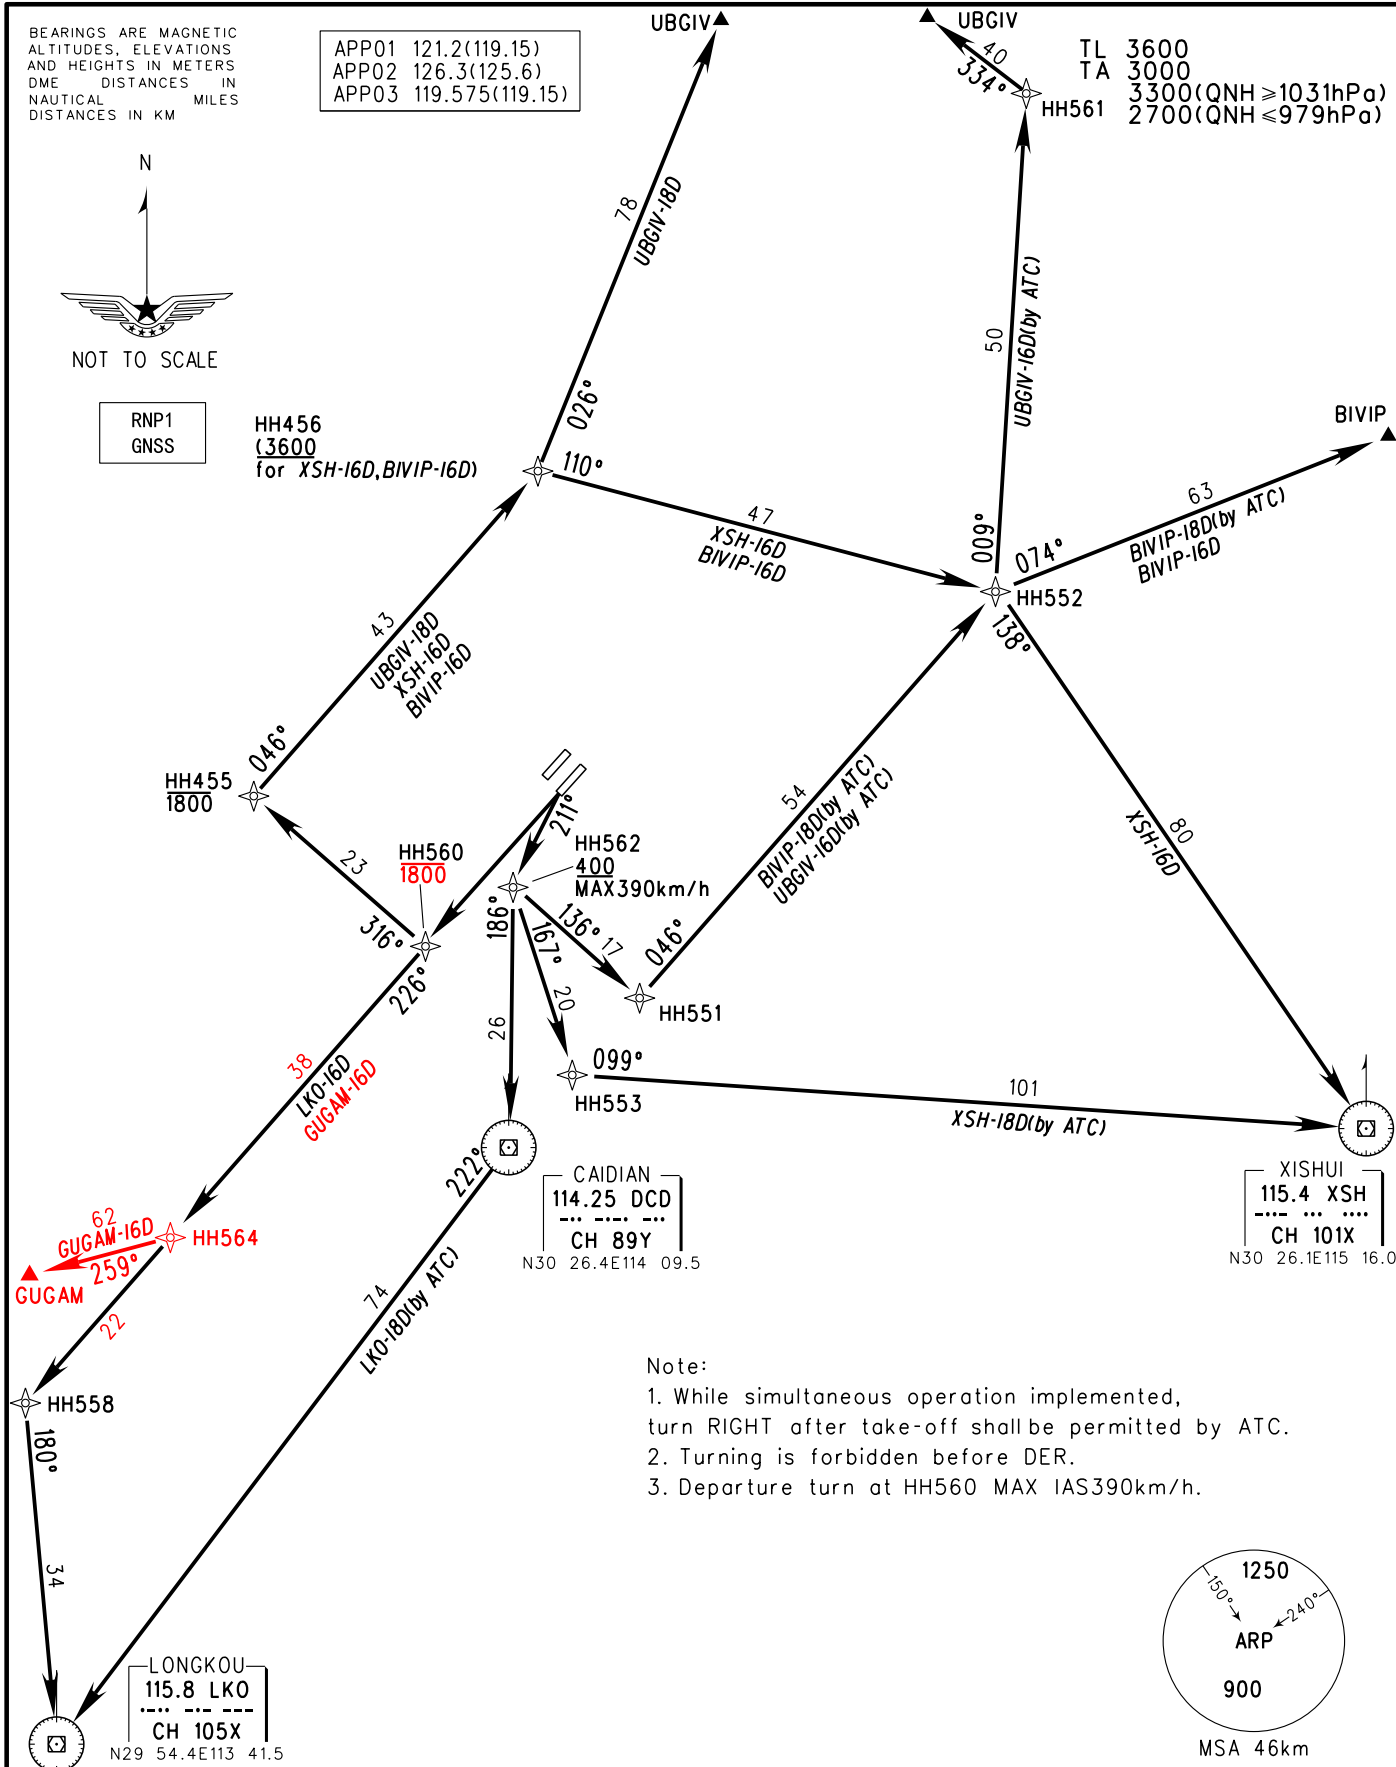 BEARINGS ARE MAGNETIC
ALTITUDES, ELEVATIONS
AND HEIGHTS IN METERS
DME DISTANCES IN
NAUTICAL MILES
DISTANCES IN KM
APP01 121.2(119.15)
APP02 126.3(125.6)
APP03 119.575(119.15)
UBGIV
UBGIV
40
334°
HH561
TL 3600
TA 3000
3300(QNH ≥1031hPa)
2700(QNH ≤979hPa)
N
NOT TO SCALE
RNP1
GNSS
78
UBGIV-18D
50
UBGIV-16D(by ATC)
HH456
(3600
for XSH-16D,BIVIP-16D)
026°
110°
47
XSH-16D
BIVIP-16D
009°
074°
HH552
138°
63
BIVIP-18D(by ATC)
BIVIP-16D
BIVIP
43
UBGIV-18D
XSH-16D
BIVIP-16D
046°
HH455
1800
23
316°
HH560
1800
226°
211°
HH562
400
MAX390km/h
186°
167°
136°
17
20
26
046°
HH551
54
BIVIP-18D(by ATC)
UBGIV-16D(by ATC)
80
XSH-16D
099°
HH553
101
XSH-18D(by ATC)
38
LKO-16D
GUGAM-16D
222°
CAIDIAN
114.25 DCD
-·· -·-· -··
CH 89Y
N30 26.4E114 09.5
XISHUI
115.4 XSH
-··- ··· ····
CH 101X
N30 26.1E115 16.0
62
GUGAM-16D
259°
HH564
GUGAM
22
74
LKO-18D(by ATC)
HH558
180°
34
Note:
1. While simultaneous operation implemented,
turn RIGHT after take-off shall be permitted by ATC.
2. Turning is forbidden before DER.
3. Departure turn at HH560 MAX IAS390km/h.
LONGKOU
115.8 LKO
·-·· -·- ---
CH 105X
N29 54.4E113 41.5
1250
150°
240°
ARP
900
MSA 46km